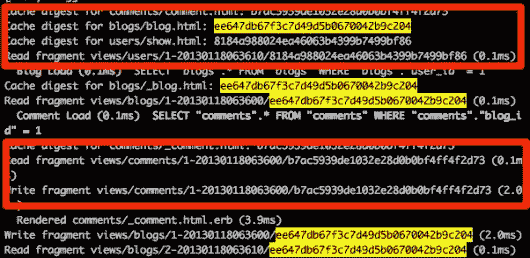 Cache digest for comments/comment.html: b7ac5939de1032e28d0b0bf4ff4f2d73
Cache digest for blogs/blog.html: ee647db67f3c7d49d5b0670042b9c204
Cache digest for users/show.html: 8184a988024ea46063b4399b7499bf86
Read fragment views/users/1-20130118063610/8184a988024ea46063b4399b7499bf86 (0.1ms)
Blog Load (0.1ms) SELECT "blogs".* FROM "blogs" WHERE "blogs"."user_id" = 1
Cache digest for blogs/_blog.html: ee647db67f3c7d49d5b0670042b9c204
Read fragment views/blogs/1-20130118063600/ee647db67f3c7d49d5b0670042b9c204 (0.1ms)
Comment Load (0.1ms) SELECT "comments".* FROM "comments" WHERE "comments"."blog_i
d" = 1
Cache digest for comments/_comment.html: b7ac5939de1032e28d0b0bf4ff4f2d73
Read fragment views/comments/1-20130118063600/b7ac5939de1032e28d0b0bf4ff4f2d73 (0.1m
)
Write fragment views/comments/1-20130118063600/b7ac5939de1032e28d0b0bf4ff4f2d73 (2.0
)
Rendered comments/_comment.html.erb (3.9ms)
Write fragment views/blogs/1-20130118063600/ee647db67f3c7d49d5b0670042b9c204 (2.0ms)
Read fragment views/blogs/2-20130118063610/ee647db67f3c7d49d5b0670042b9c204 (0.1ms)